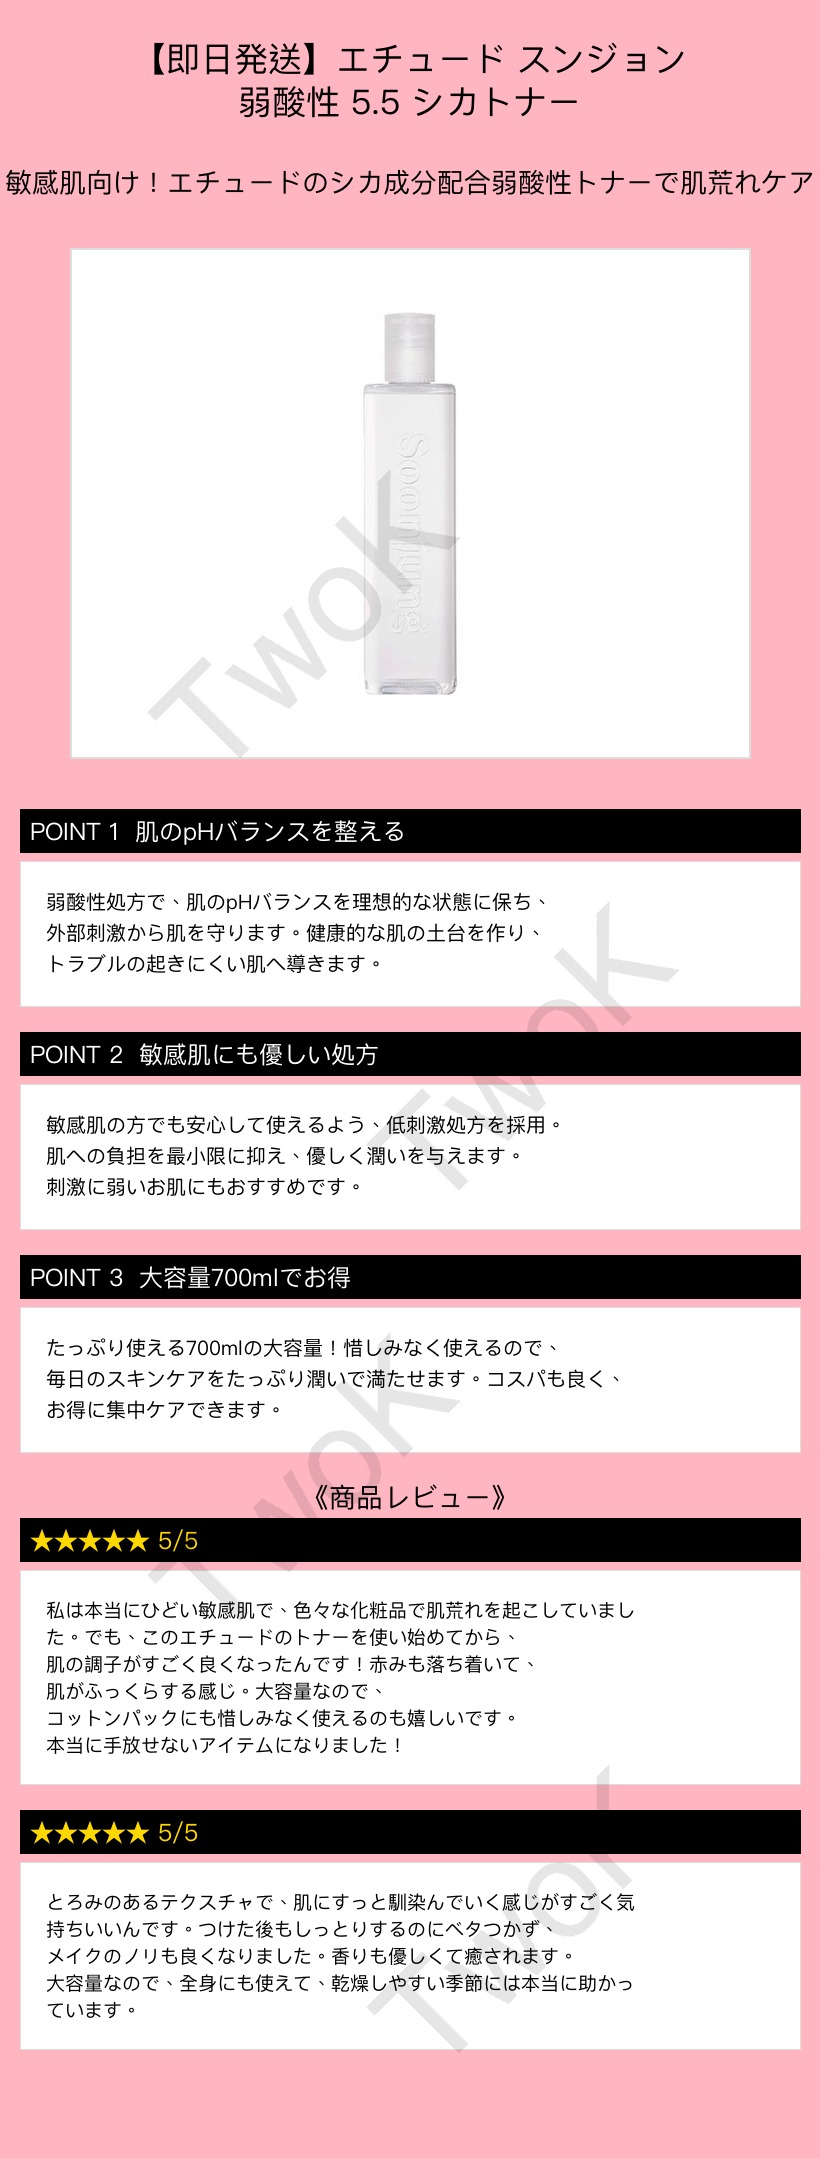 【即日発送】エチュード スンジョン
弱酸性 5.5 シカトナー
敏感肌向け！エチュードのシカ成分配合弱酸性トナーで肌荒れケア
Soonjung
TwoK
POINT 1 肌のpHバランスを整える
弱酸性処方で、肌のpHバランスを理想的な状態に保ち、
外部刺激から肌を守ります。健康的な肌の土台を作り、
トラブルの起きにくい肌へ導きます。
TwoK
POINT 2 敏感肌にも優しい処方
敏感肌の方でも安心して使えるよう、低刺激処方を採用。
肌への負担を最小限に抑え、優しく潤いを与えます。
刺激に弱いお肌にもおすすめです。
POINT 3 大容量700mlでお得
たっぷり使える700mlの大容量！惜しみなく使えるので、
毎日のスキンケアをたっぷり潤いで満たせます。コスパも良く、
お得に集中ケアできます。
TwoK
《商品レビュー》
★★★★★ 5/5
私は本当にひどい敏感肌で、色々な化粧品で肌荒れを起こしていまし
た。でも、このエチュードのトナーを使い始めてから、
肌の調子がすごく良くなったんです！赤みも落ち着いて、
肌がふっくらする感じ。大容量なので、
コットンパックにも惜しみなく使えるのも嬉しいです。
本当に手放せないアイテムになりました！
★★★★★ 5/5
とろみのあるテクスチャで、肌にすっと馴染んでいく感じがすごく気
持ちいいんです。つけた後もしっとりするのにベタつかず、
メイクのノリも良くなりました。香りも優しくて癒されます。
大容量なので、全身にも使えて、乾燥しやすい季節には本当に助かっ
ています。
TwoK